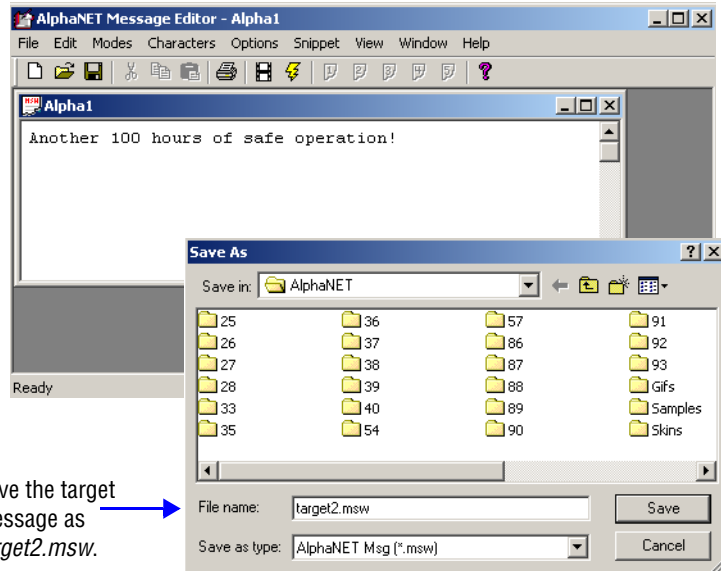 AlphaNET Message Editor - Alpha1
File Edit Modes Characters Options Snippet View Window Help
Alpha1
Another 100 hours of safe operation!
Save As
Save in: AlphaNET
25 36 57 91
26 37 86 92
27 38 87 93
28 39 88 Gifs
33 40 89 Samples
35 54 90 Skins
Ready
ve the target
essage as
rget2.msw.
File name: target2.msw Save
Save as type: AlphaNET Msg (*.msw) Cancel